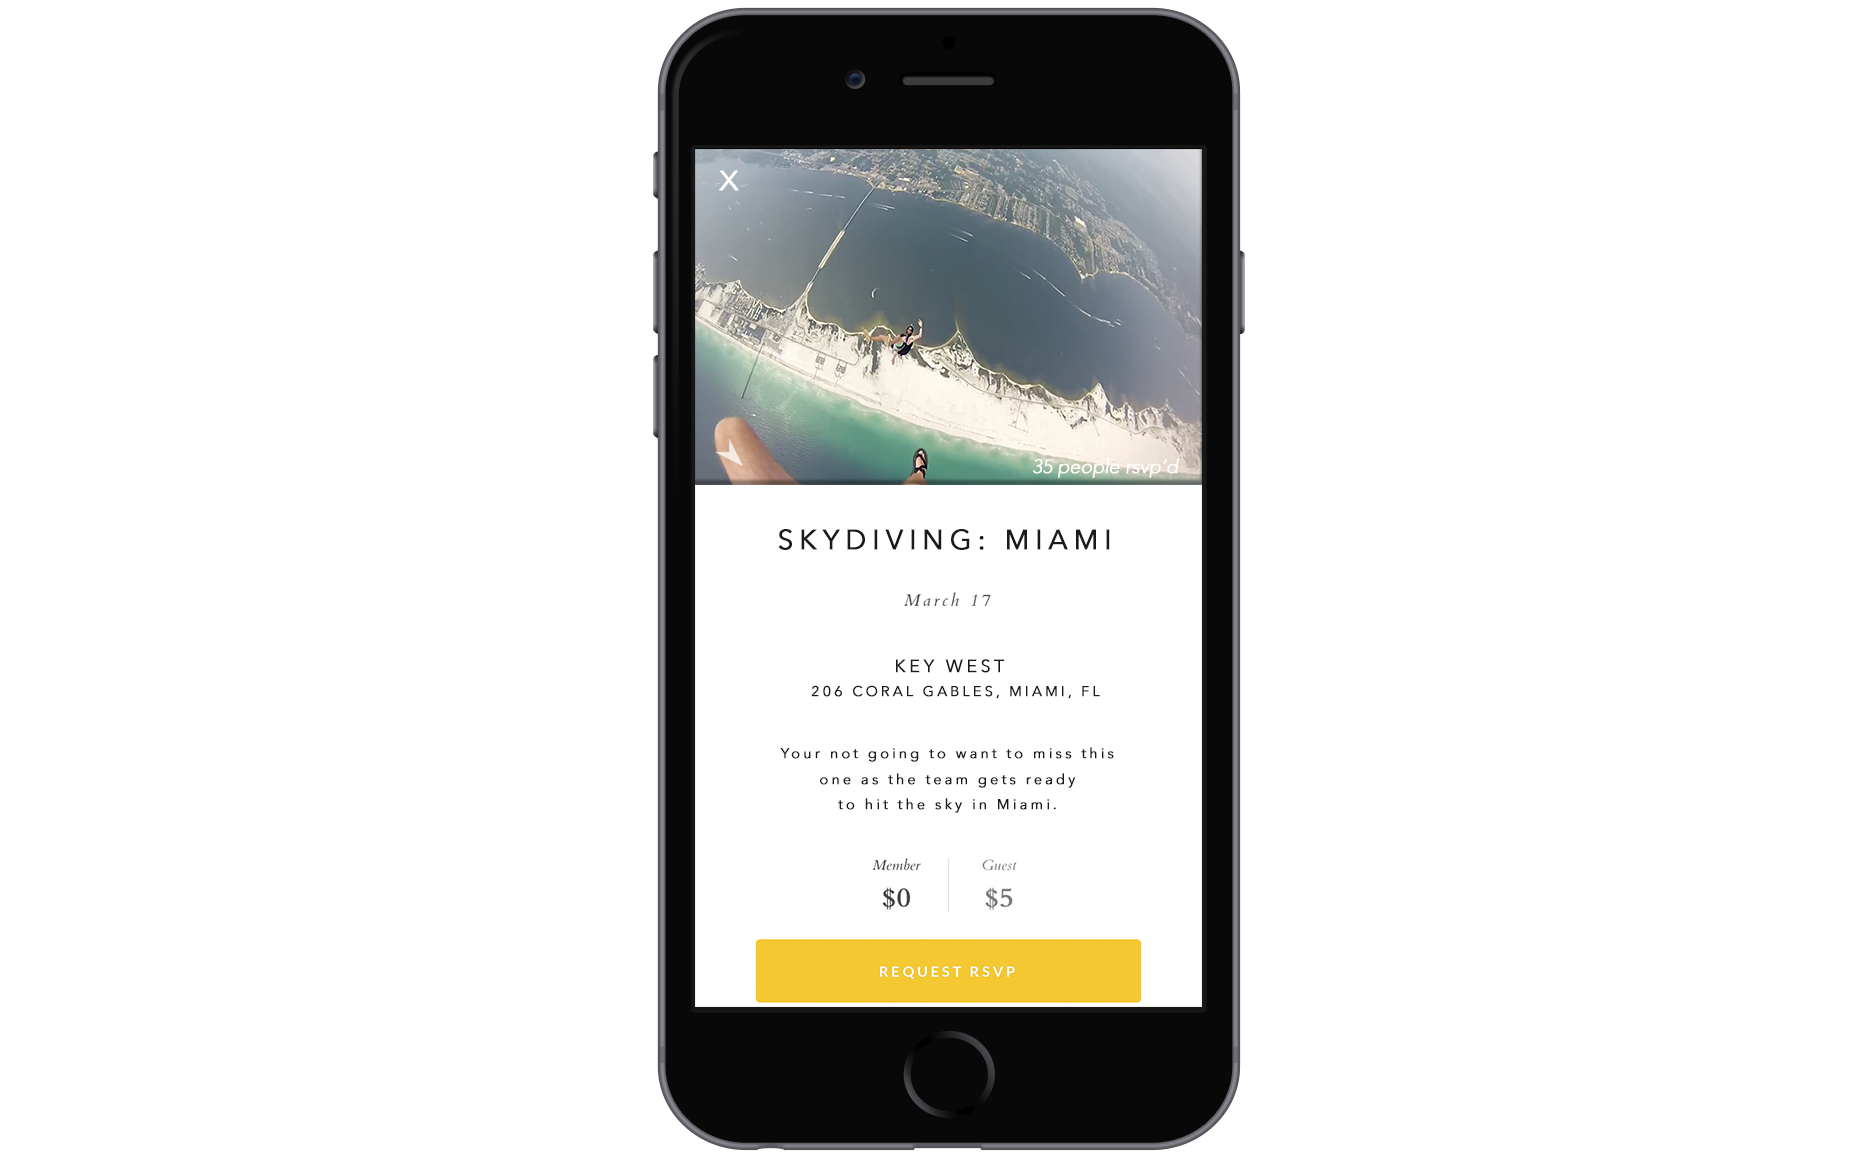 X
35 people rsvp'd
SKYDIVING: MIAMI
March 17
KEY WEST
206 CORAL GABLES, MIAMI, FL
Your not going to want to miss this
one as the team gets ready
to hit the sky in Miami.
Member Guest
$0 $5
REQUEST RSVP